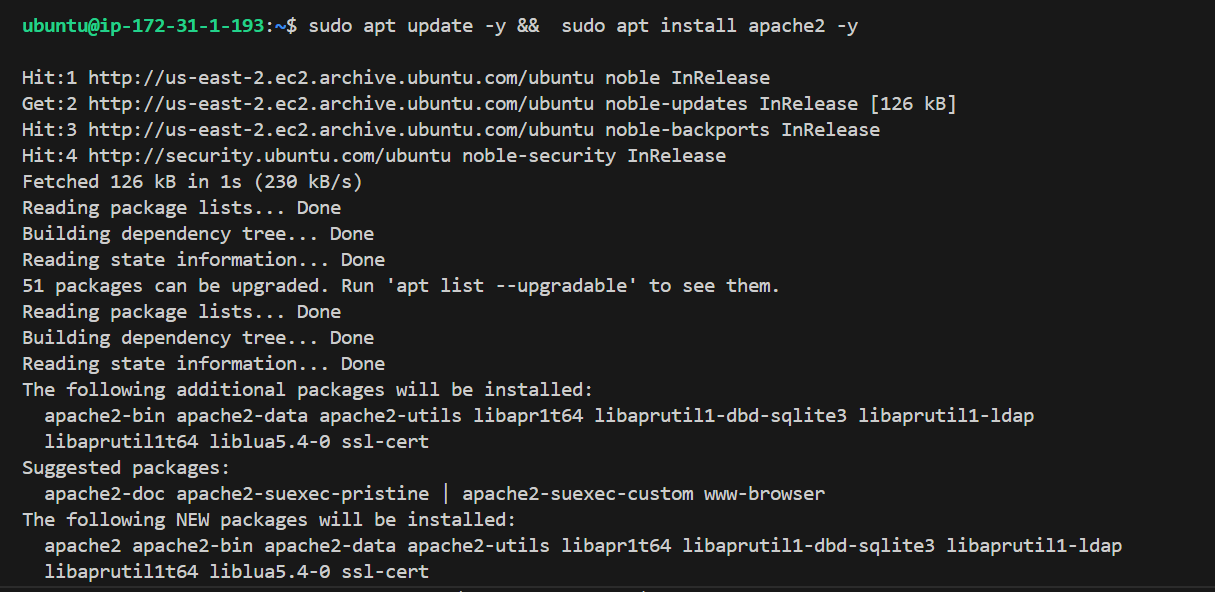 ubuntu@ip-172-31-1-193:~$ sudo apt update -y &&  sudo apt install apache2 -y
Hit:1 http://us-east-2.ec2.archive.ubuntu.com/ubuntu noble InRelease
Get:2 http://us-east-2.ec2.archive.ubuntu.com/ubuntu noble-updates InRelease [126 kB]
Hit:3 http://us-east-2.ec2.archive.ubuntu.com/ubuntu noble-backports InRelease
Hit:4 http://security.ubuntu.com/ubuntu noble-security InRelease
Fetched 126 kB in 1s (230 kB/s)
Reading package lists... Done
Building dependency tree... Done
Reading state information... Done
51 packages can be upgraded. Run 'apt list --upgradable' to see them.
Reading package lists... Done
Building dependency tree... Done
Reading state information... Done
The following additional packages will be installed:
  apache2-bin apache2-data apache2-utils libapr1t64 libaprutil1-dbd-sqlite3 libaprutil1-ldap
  libaprutil1t64 liblua5.4-0 ssl-cert
Suggested packages:
  apache2-doc apache2-suexec-pristine | apache2-suexec-custom www-browser
The following NEW packages will be installed:
  apache2 apache2-bin apache2-data apache2-utils libapr1t64 libaprutil1-dbd-sqlite3 libaprutil1-ldap
  libaprutil1t64 liblua5.4-0 ssl-cert